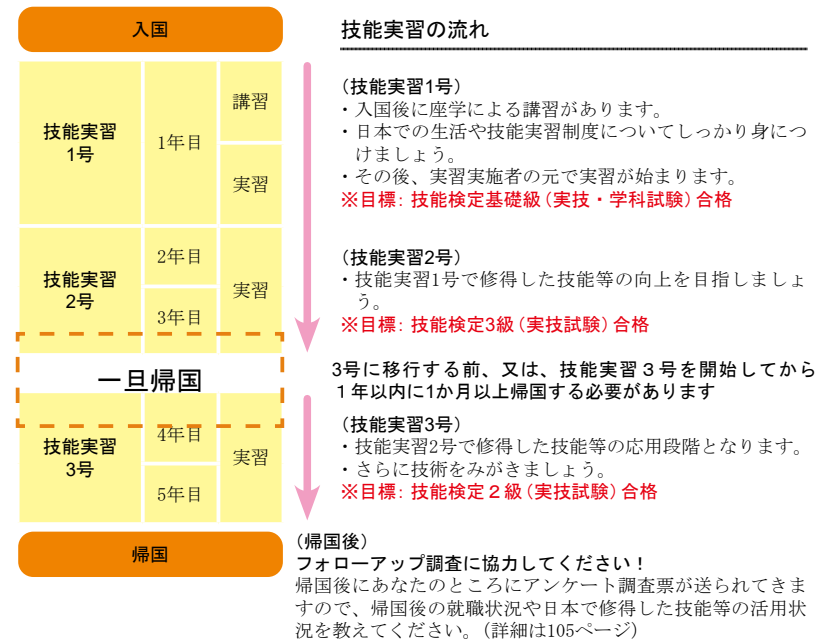 入国
技能実習
1号
1年目
講習
実習
技能実習
2号
2年目
3年目
実習
一旦帰国
技能実習
3号
4年目
5年目
実習
帰国
技能実習の流れ
（技能実習1号）
・入国後に座学による講習があります。
・日本での生活や技能実習制度についてしっかり身につ
けましょう。
・その後、実習実施者の元で実習が始まります。
※目標：技能検定基礎級（実技・学科試験）合格
（技能実習2号）
・技能実習1号で修得した技能等の向上を目指しましょ
う。
※目標：技能検定3級（実技試験）合格
3号に移行する前、又は、技能実習３号を開始してから
１年以内に1か月以上帰国する必要があります
（技能実習3号）
・技能実習2号で修得した技能等の応用段階となります。
・さらに技術をみがきましょう。
※目標：技能検定２級（実技試験）合格
（帰国後）
フォローアップ調査に協力してください！
帰国後にあなたのところにアンケート調査票が送られてきま
すので、帰国後の就職状況や日本で修得した技能等の活用状
況を教えてください。（詳細は105ページ）